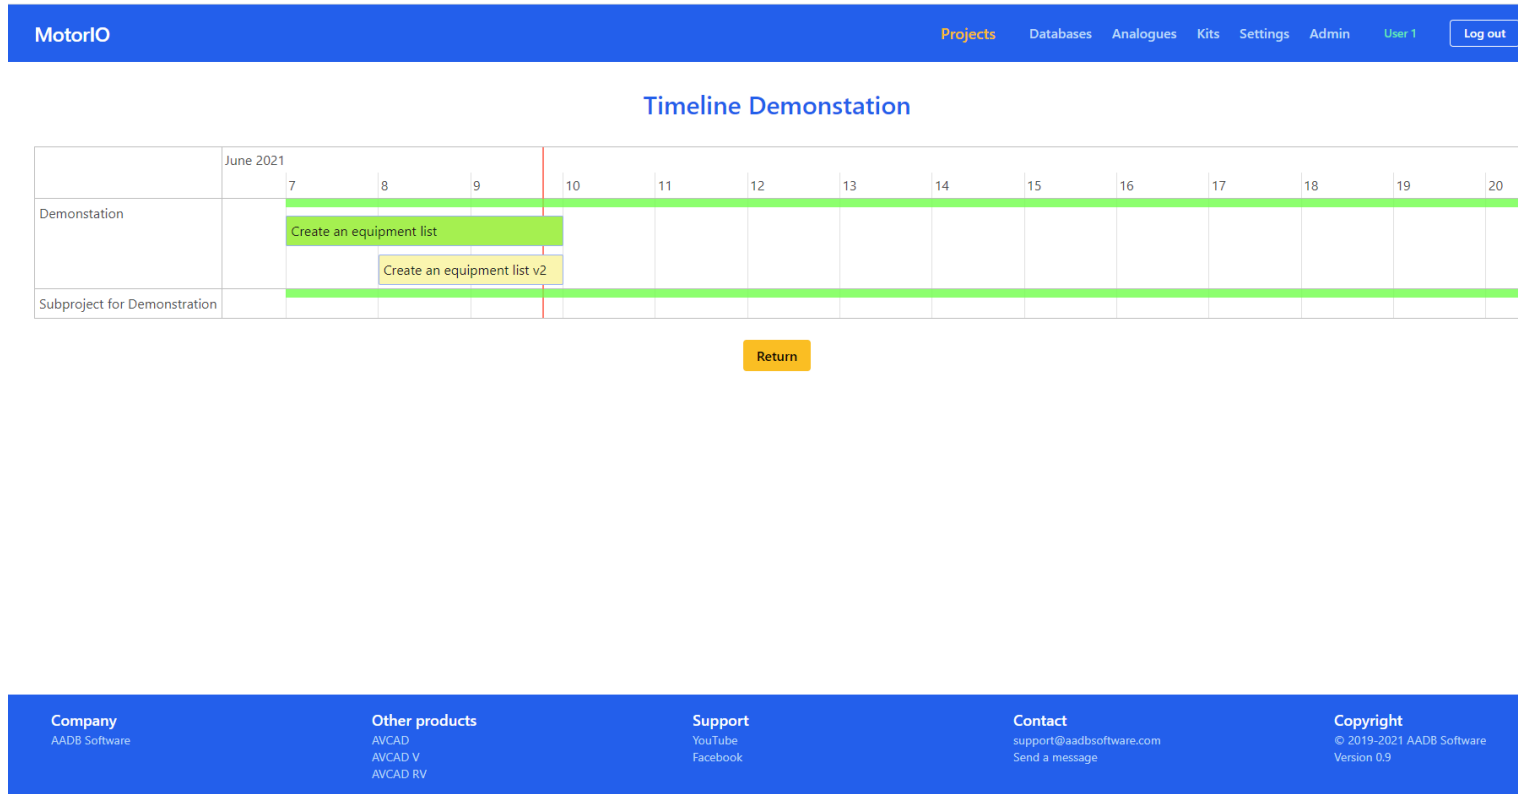 MotorIO
Projects Databases Analogues Kits Settings Admin User 1 Log out
Timeline Demonstation
June 2021
7 8 9 10 11 12 13 14 15 16 17 18 19 20
Demonstation
Create an equipment list
Create an equipment list v2
Subproject for Demonstration
Return
Company
AADB Software
Other products
AVCAD
AVCAD V
AVCAD RV
Support
YouTube
Facebook
Contact
support@aadbsoftware.com
Send a message
Copyright
© 2019-2021 AADB Software
Version 0.9